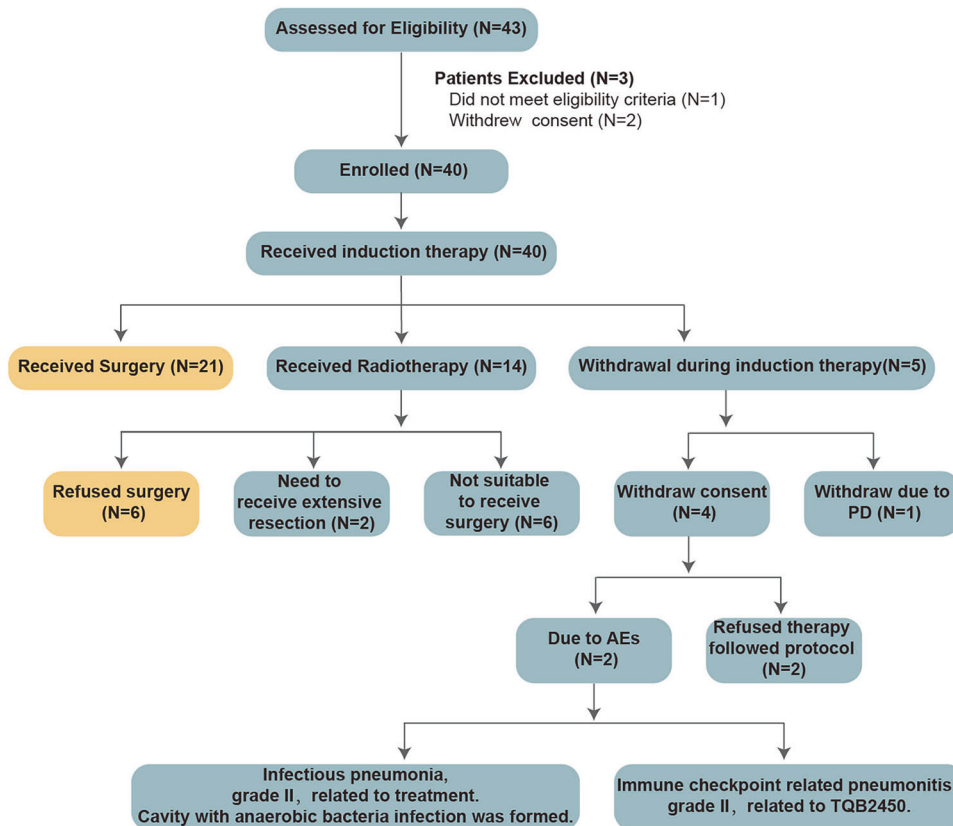 Assessed for Eligibility (N=43)
Patients Excluded (N=3)
Did not meet eligibility criteria (N=1)
Withdrew consent (N=2)
Enrolled (N=40)
Received induction therapy (N=40)
Received Surgery (N=21)
Received Radiotherapy (N=14)
Withdrawal during induction therapy(N=5)
Refused surgery
(N=6)
Need to
receive extensive
resection (N=2)
Not suitable
to receive
surgery (N=6)
Withdraw consent
(N=4)
Withdraw due to
PD (N=1)
Due to AEs
(N=2)
Refused therapy
followed protocol
(N=2)
Infectious pneumonia,
grade II, related to treatment.
Cavity with anaerobic bacteria infection was formed.
Immune checkpoint related pneumonitis
grade II, related to TQB2450.